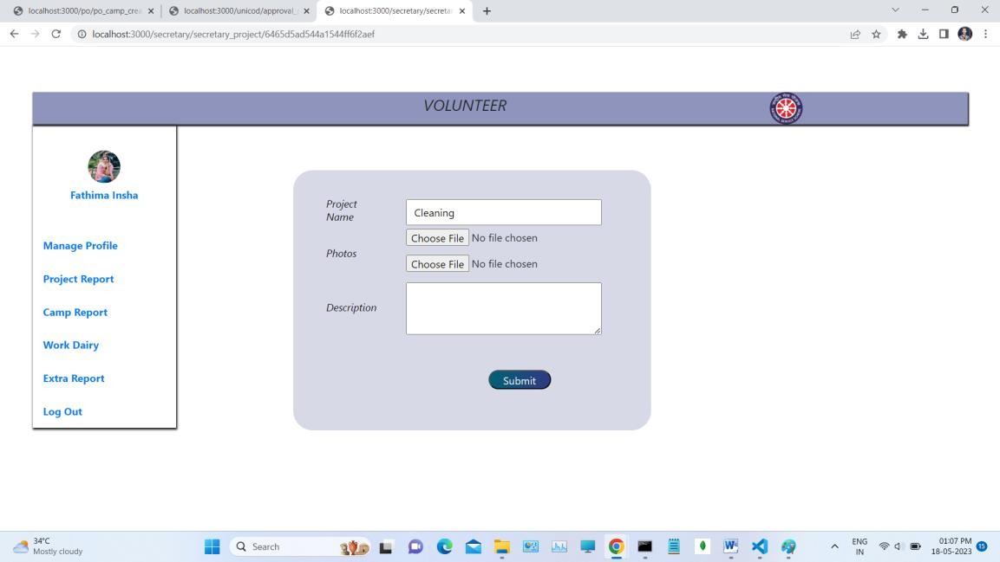 localhost:3000/po/po_camp_crea
localhost:3000/unicod/approval_
localhost:3000/secretary/secreta
localhost:3000/secretary/secretary_project/6465d5ad544a1544ff6f2aef
VOLUNTEER
Fathima Insha
Manage Profile
Project Report
Camp Report
Work Dairy
Extra Report
Log Out
Project
Name
Cleaning
Photos
Choose File No file chosen
Choose File No file chosen
Description
Submit
34°C
Mostly cloudy
Search
ENG
IN
01:07 PM
18-05-2023
15